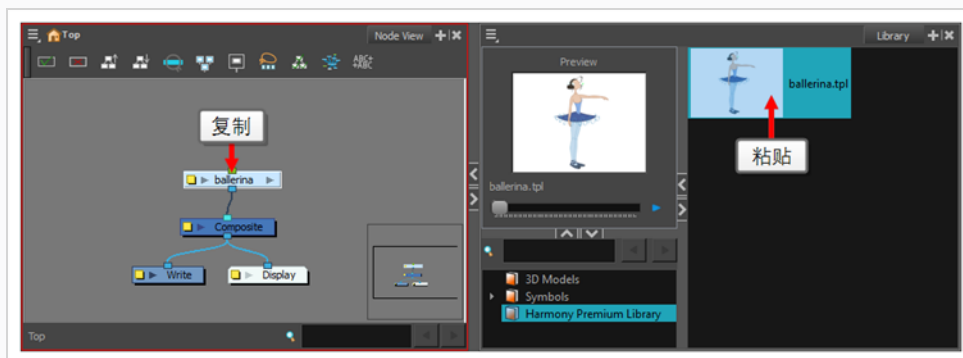 Top
Node View
ABC+
ABC
复制
ballerina
Composite
Write
Display
Top
Library
Preview
ballerina.tpl
3D Models
Symbols
Harmony Premium Library
ballerina.tpl
粘贴